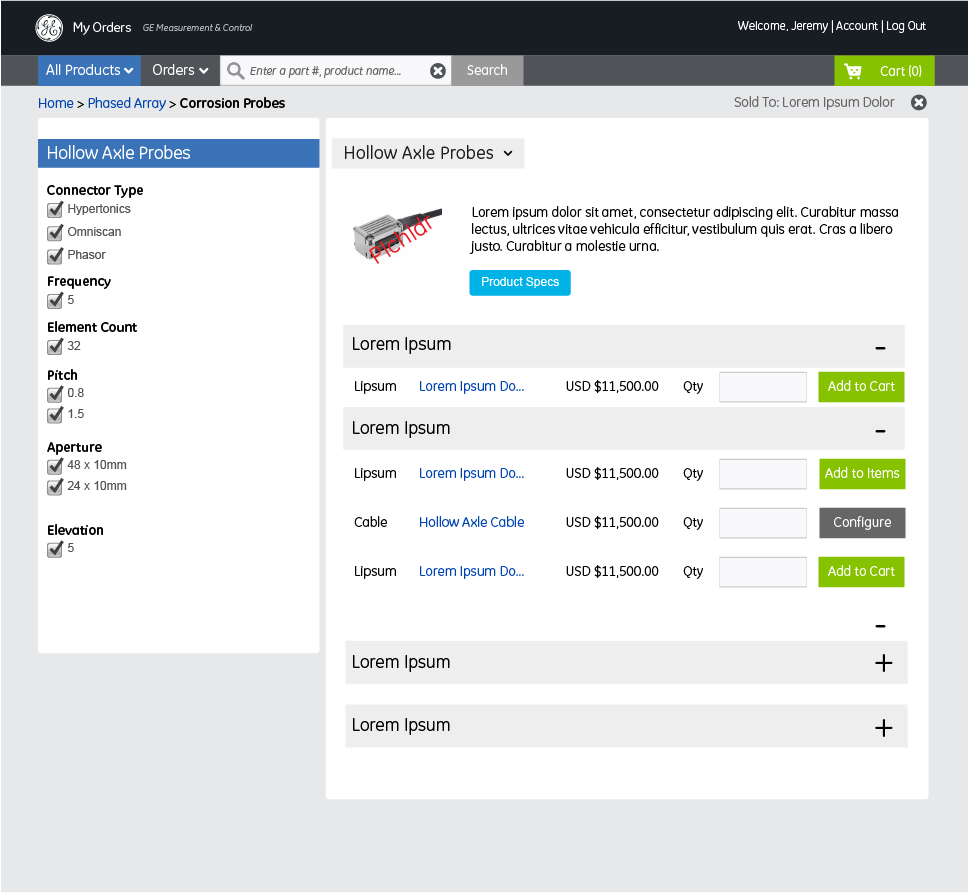 My Orders GE Measurement & Control
Welcome, Jeremy | Account | Log Out
All Products Orders Enter a part #, product name... Search Cart (0)
Home > Phased Array > Corrosion Probes
Sold To: Lorem Ipsum Dolor
Hollow Axle Probes
Connector Type
Hypertonics
Omniscan
Phasor
Frequency
5
Element Count
32
Pitch
0.8
1.5
Aperture
48 x 10mm
24 x 10mm
Elevation
5
Hollow Axle Probes
Lorem ipsum dolor sit amet, consectetur adipiscing elit. Curabitur massa
lectus, ultrices vitae vehicula efficitur, vestibulum quis erat. Cras a libero
justo. Curabitur a molestie urna.
Product Specs
Lorem Ipsum
Lipsum Lorem Ipsum Do... USD $11,500.00 Qty Add to Cart
Lorem Ipsum
Lipsum Lorem Ipsum Do... USD $11,500.00 Qty Add to Items
Cable Hollow Axle Cable USD $11,500.00 Qty Configure
Lipsum Lorem Ipsum Do... USD $11,500.00 Qty Add to Cart
Lorem Ipsum
Lorem Ipsum